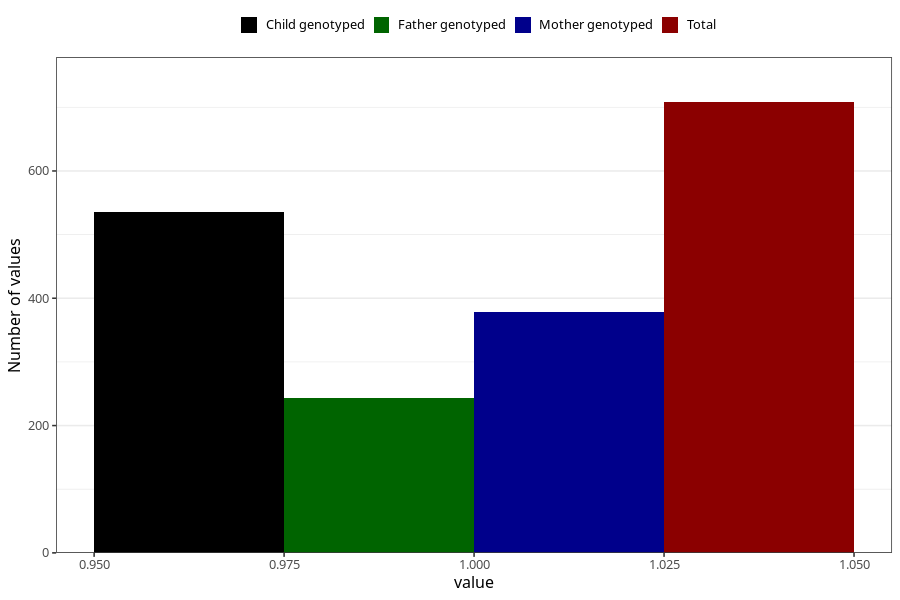 Child genotyped Father genotyped Mother genotyped Total
Number of values
600
400
200
0
0.950 0.975 1.000 1.025 1.050
value